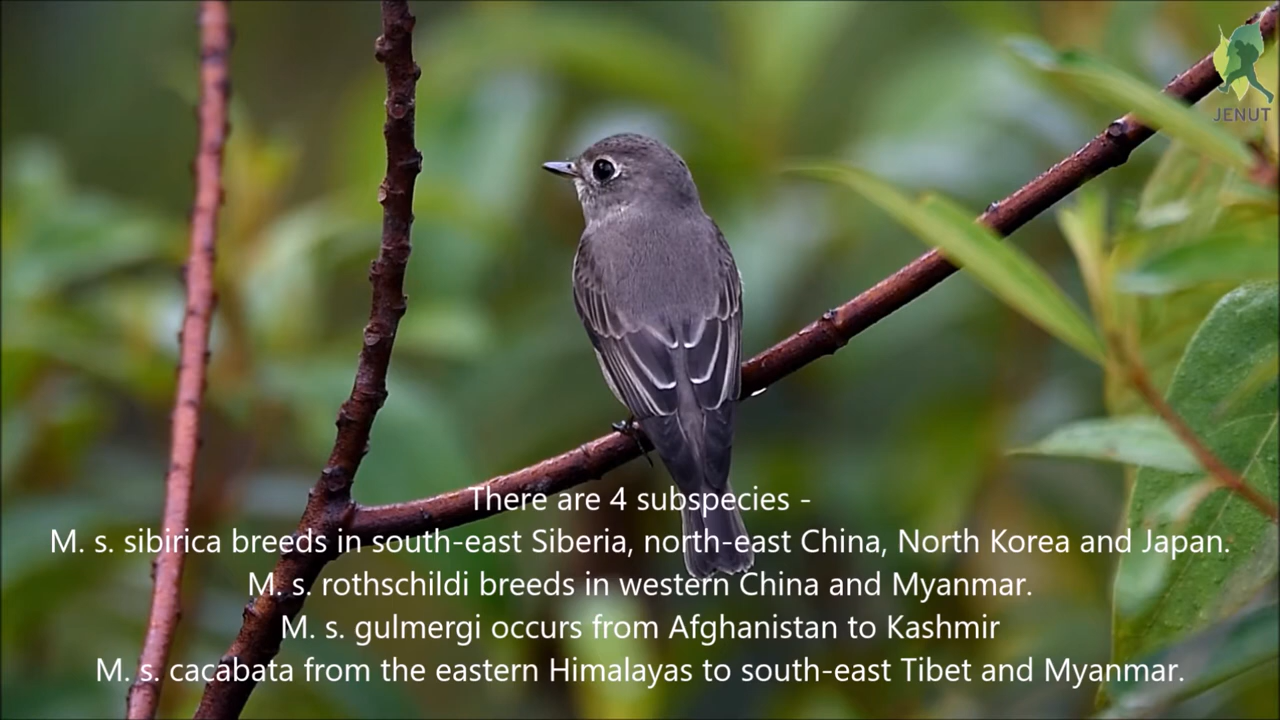 JENUT
There are 4 subspecies -
M. s. sibirica breeds in south-east Siberia, north-east China, North Korea and Japan.
M. s. rothschildi breeds in western China and Myanmar.
M. s. gulmergi occurs from Afghanistan to Kashmir
M. s. cacabata from the eastern Himalayas to south-east Tibet and Myanmar.